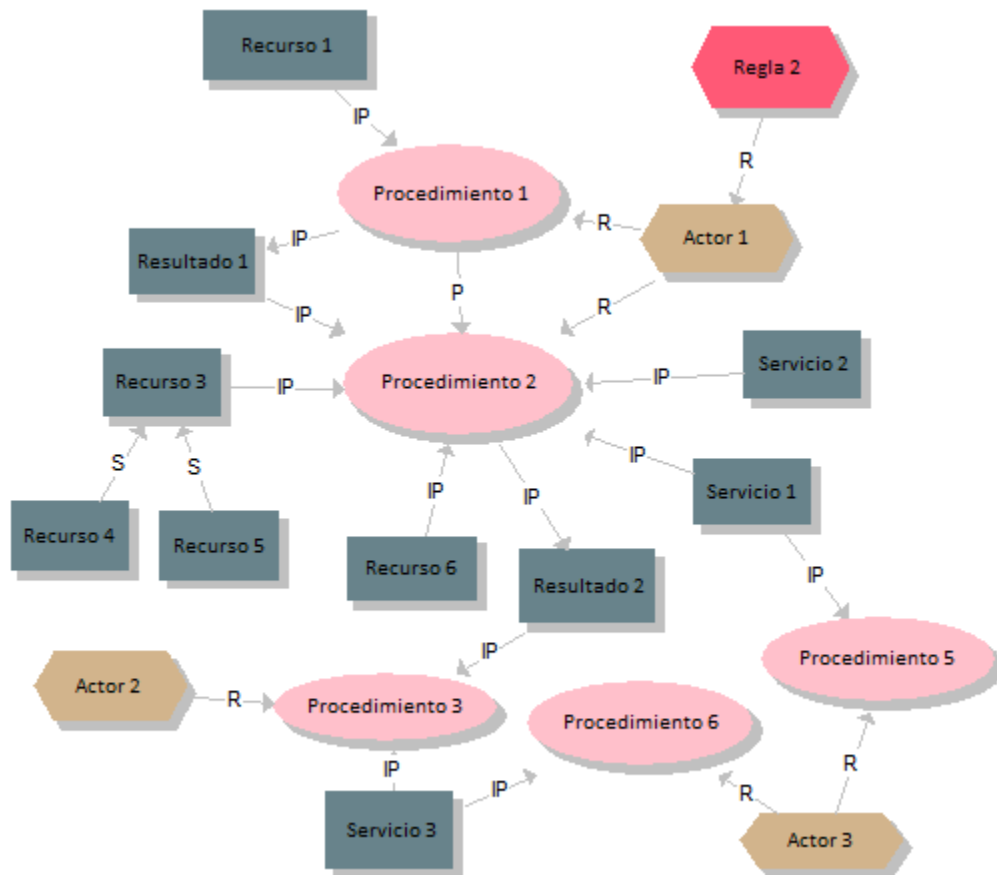 Recurso 1
Regla 2
IP
R
Procedimiento 1
R
Actor 1
IP
Resultado 1
P
IP
R
Recurso 3
IP
Procedimiento 2
IP
Servicio 2
S
S
IP
IP
IP
Servicio 1
Recurso 4
Recurso 5
Recurso 6
Resultado 2
IP
IP
Procedimiento 5
Actor 2
R
Procedimiento 3
Procedimiento 6
IP
IP
R
R
Servicio 3
Actor 3